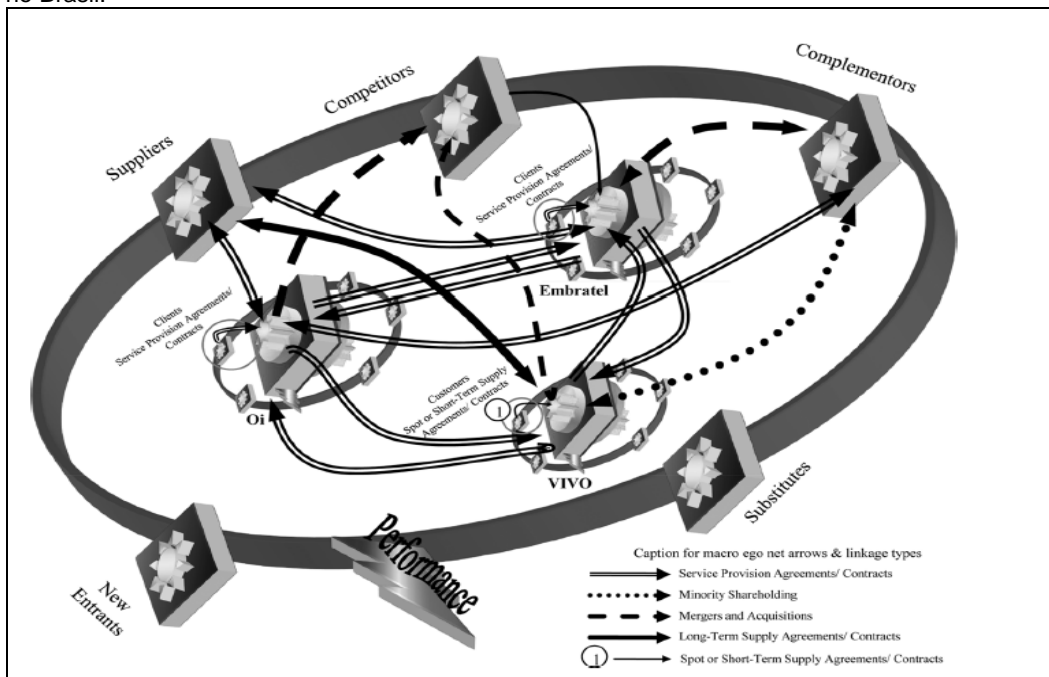 no Brasil.
Complementors
Competitors
Suppliers
Clients
Service Provision Agreements/
Contracts
Embratel
Clients
Service Provision Agreements/
Contracts
Oi
Customers
Spot or Short-Term Supply
Agreements/ Contracts
1
VIVO
Substitutes
Performance
New
Entrants
Caption for macro ego net arrows & linkage types
Service Provision Agreements/ Contracts
Minority Shareholding
Mergers and Acquisitions
Long-Term Supply Agreements/ Contracts
1 Spot or Short-Term Supply Agreements/ Contracts